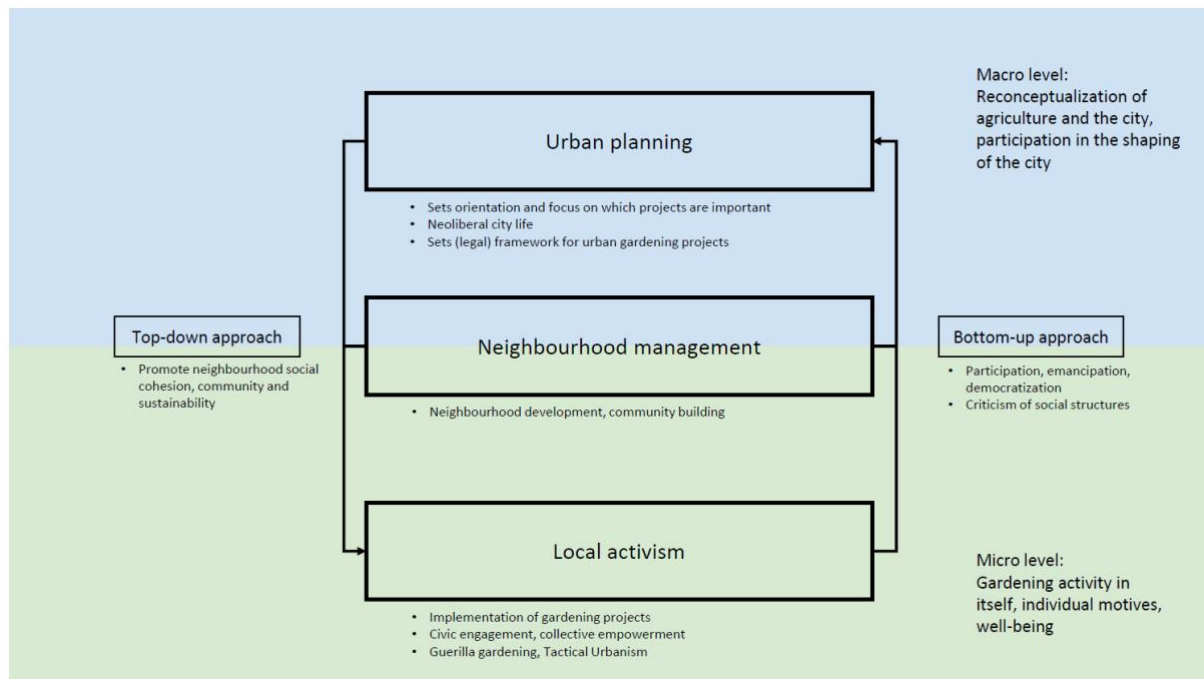 Macro level:
Reconceptualization of
agriculture and the city,
participation in the shaping
of the city
Urban planning
• Sets orientation and focus on which projects are important
• Neoliberal city life
• Sets (legal) framework for urban gardening projects
Top-down approach
• Promote neighbourhood social
cohesion, community and
sustainability
Neighbourhood management
• Neighbourhood development, community building
Bottom-up approach
• Participation, emancipation,
democratization
• Criticism of social structures
Local activism
• Implementation of gardening projects
• Civic engagement, collective empowerment
• Guerilla gardening, Tactical Urbanism
Micro level:
Gardening activity in
itself, individual motives,
well-being